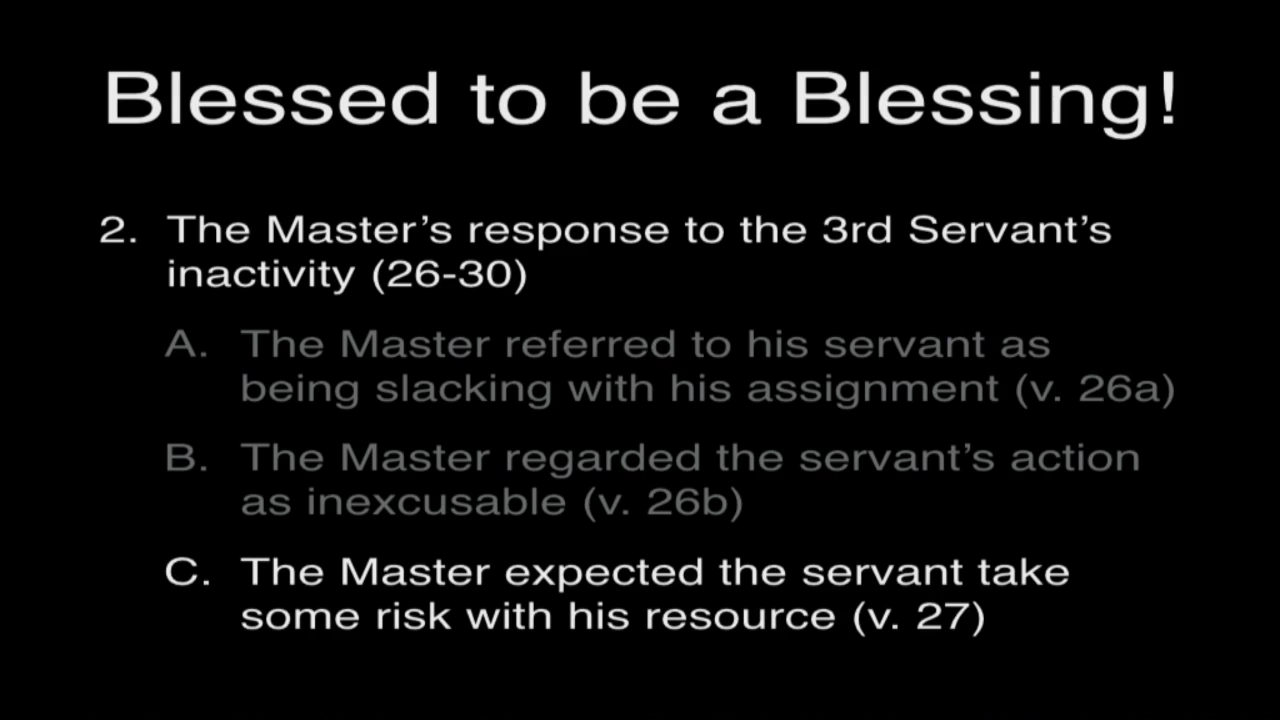 Blessed to be a Blessing!
2. The Master’s response to the 3rd Servant’s
inactivity (26-30)
A. The Master referred to his servant as
being slacking with his assignment (v. 26a)
B. The Master regarded the servant’s action
as inexcusable (v. 26b)
C. The Master expected the servant take
some risk with his resource (v. 27)